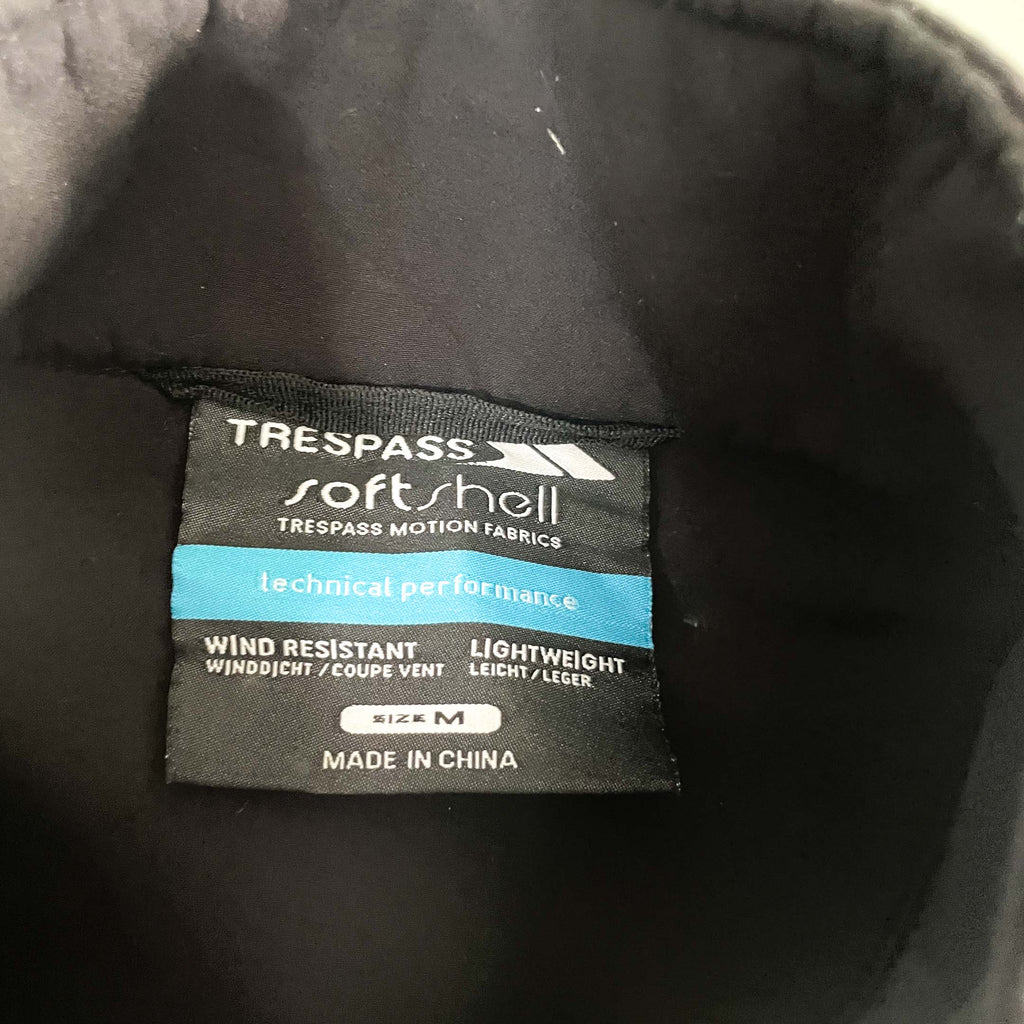 TRESPASS
softshell
TRESPASS MOTION FABRICS
technical performance
WIND RESISTANT LIGHTWEIGHT
WINDDICHT / COUPE VENT LEICHT / LEGER
SIZE M
MADE IN CHINA